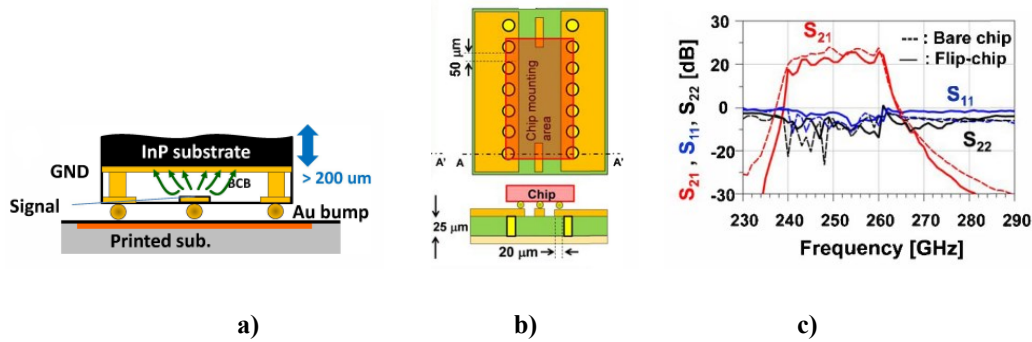 InP substrate
GND
BCB
> 200 um
Signal
Au bump
Printed sub.
a)
50 µm
Chip mounting
area
A' A A'
Chip
25 µm
20 µm
b)
S21, S11, S22 [dB]
30
20
0
-20
-30
S21
---: Bare chip
—: Flip-chip
S11
S22
230 240 250 260 270 280 290
Frequency [GHz]
c)